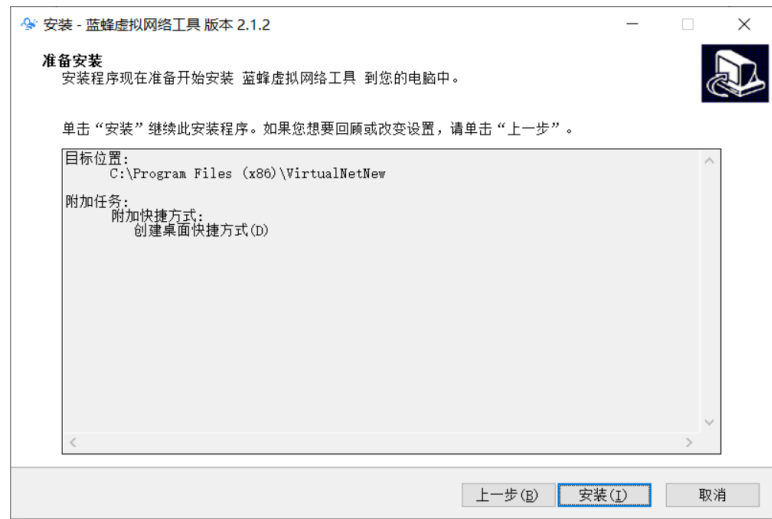 安装 - 蓝蜂虚拟网络工具 版本 2.1.2
准备安装
安装程序现在准备开始安装 蓝蜂虚拟网络工具 到您的电脑中。
单击“安装”继续此安装程序。如果您想要回顾或改变设置，请单击“上一步”。
目标位置:
C:\Program Files (x86)\VirtualNetNew
附加任务:
附加快捷方式:
创建桌面快捷方式(D)
上一步(B) 安装(I) 取消